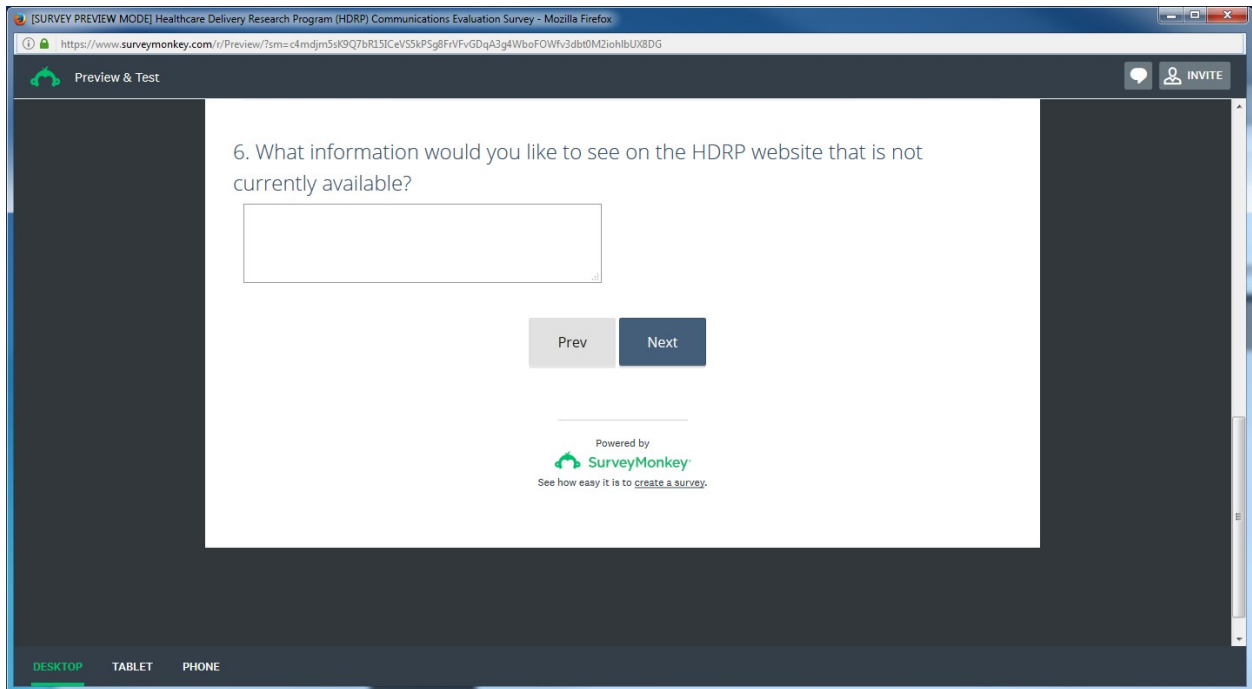 [SURVEY PREVIEW MODE] Healthcare Delivery Research Program (HDRP) Communications Evaluation Survey - Mozilla Firefox
https://www.surveymonkey.com/r/Preview/?sm=c4mdjm5sK9Q7bR15ICeVS5kPSg8FrVFvGDqA3g4WboFOWfv3dbt0M2iohIbUX8DG
Preview & Test
INVITE
6. What information would you like to see on the HDRP website that is not
currently available?
Prev Next
Powered by
SurveyMonkey
See how easy it is to create a survey.
DESKTOP TABLET PHONE